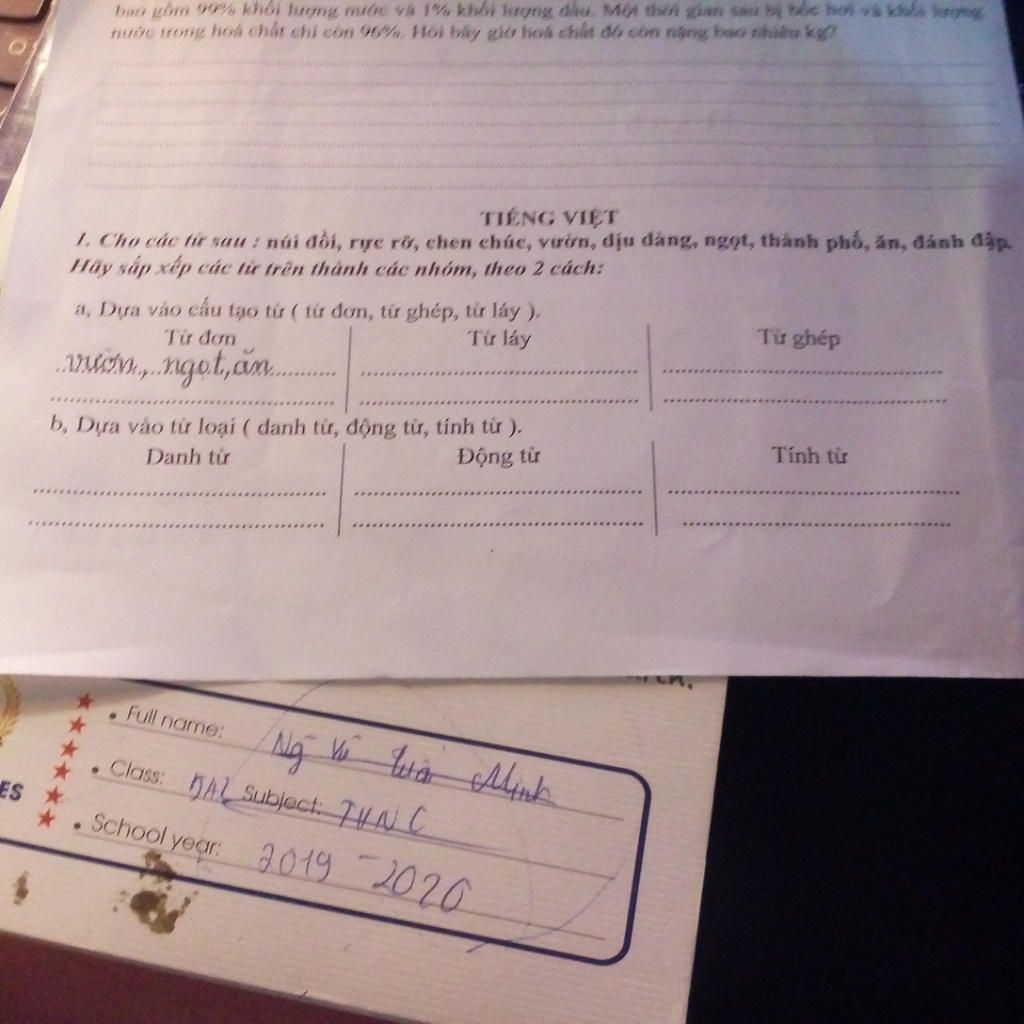 bao gồm 99% khối lượng nước và 1% khối lượng dầu. Một thời gian sau bị bốc hơi và khối lượng
nước trong hoá chất chỉ còn 96%. Hỏi bây giờ hoá chất đó còn nặng bao nhiêu kg?
TIẾNG VIỆT
1. Cho các từ sau : núi đồi, rực rỡ, chen chúc, vườn, dịu dàng, ngọt, thành phố, ăn, đánh đập.
Hãy sắp xếp các từ trên thành các nhóm, theo 2 cách:
a, Dựa vào cấu tạo từ ( từ đơn, từ ghép, từ láy ).
Từ đơn Từ láy Từ ghép
vườn, ngọt, ăn
b, Dựa vào từ loại ( danh từ, động từ, tính từ ).
Danh từ Động từ Tính từ
ES
Full name: Ng Vũ Minh
Class: 5A2 Subject: TVNC
School year: 2019 - 2020